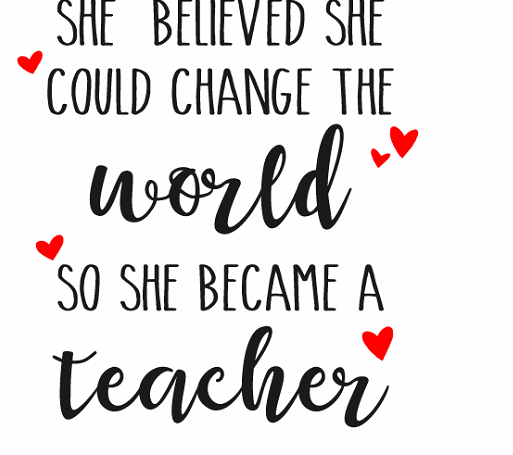 SHE BELIEVED SHE
COULD CHANGE THE
world
SO SHE BECAME A
teacher